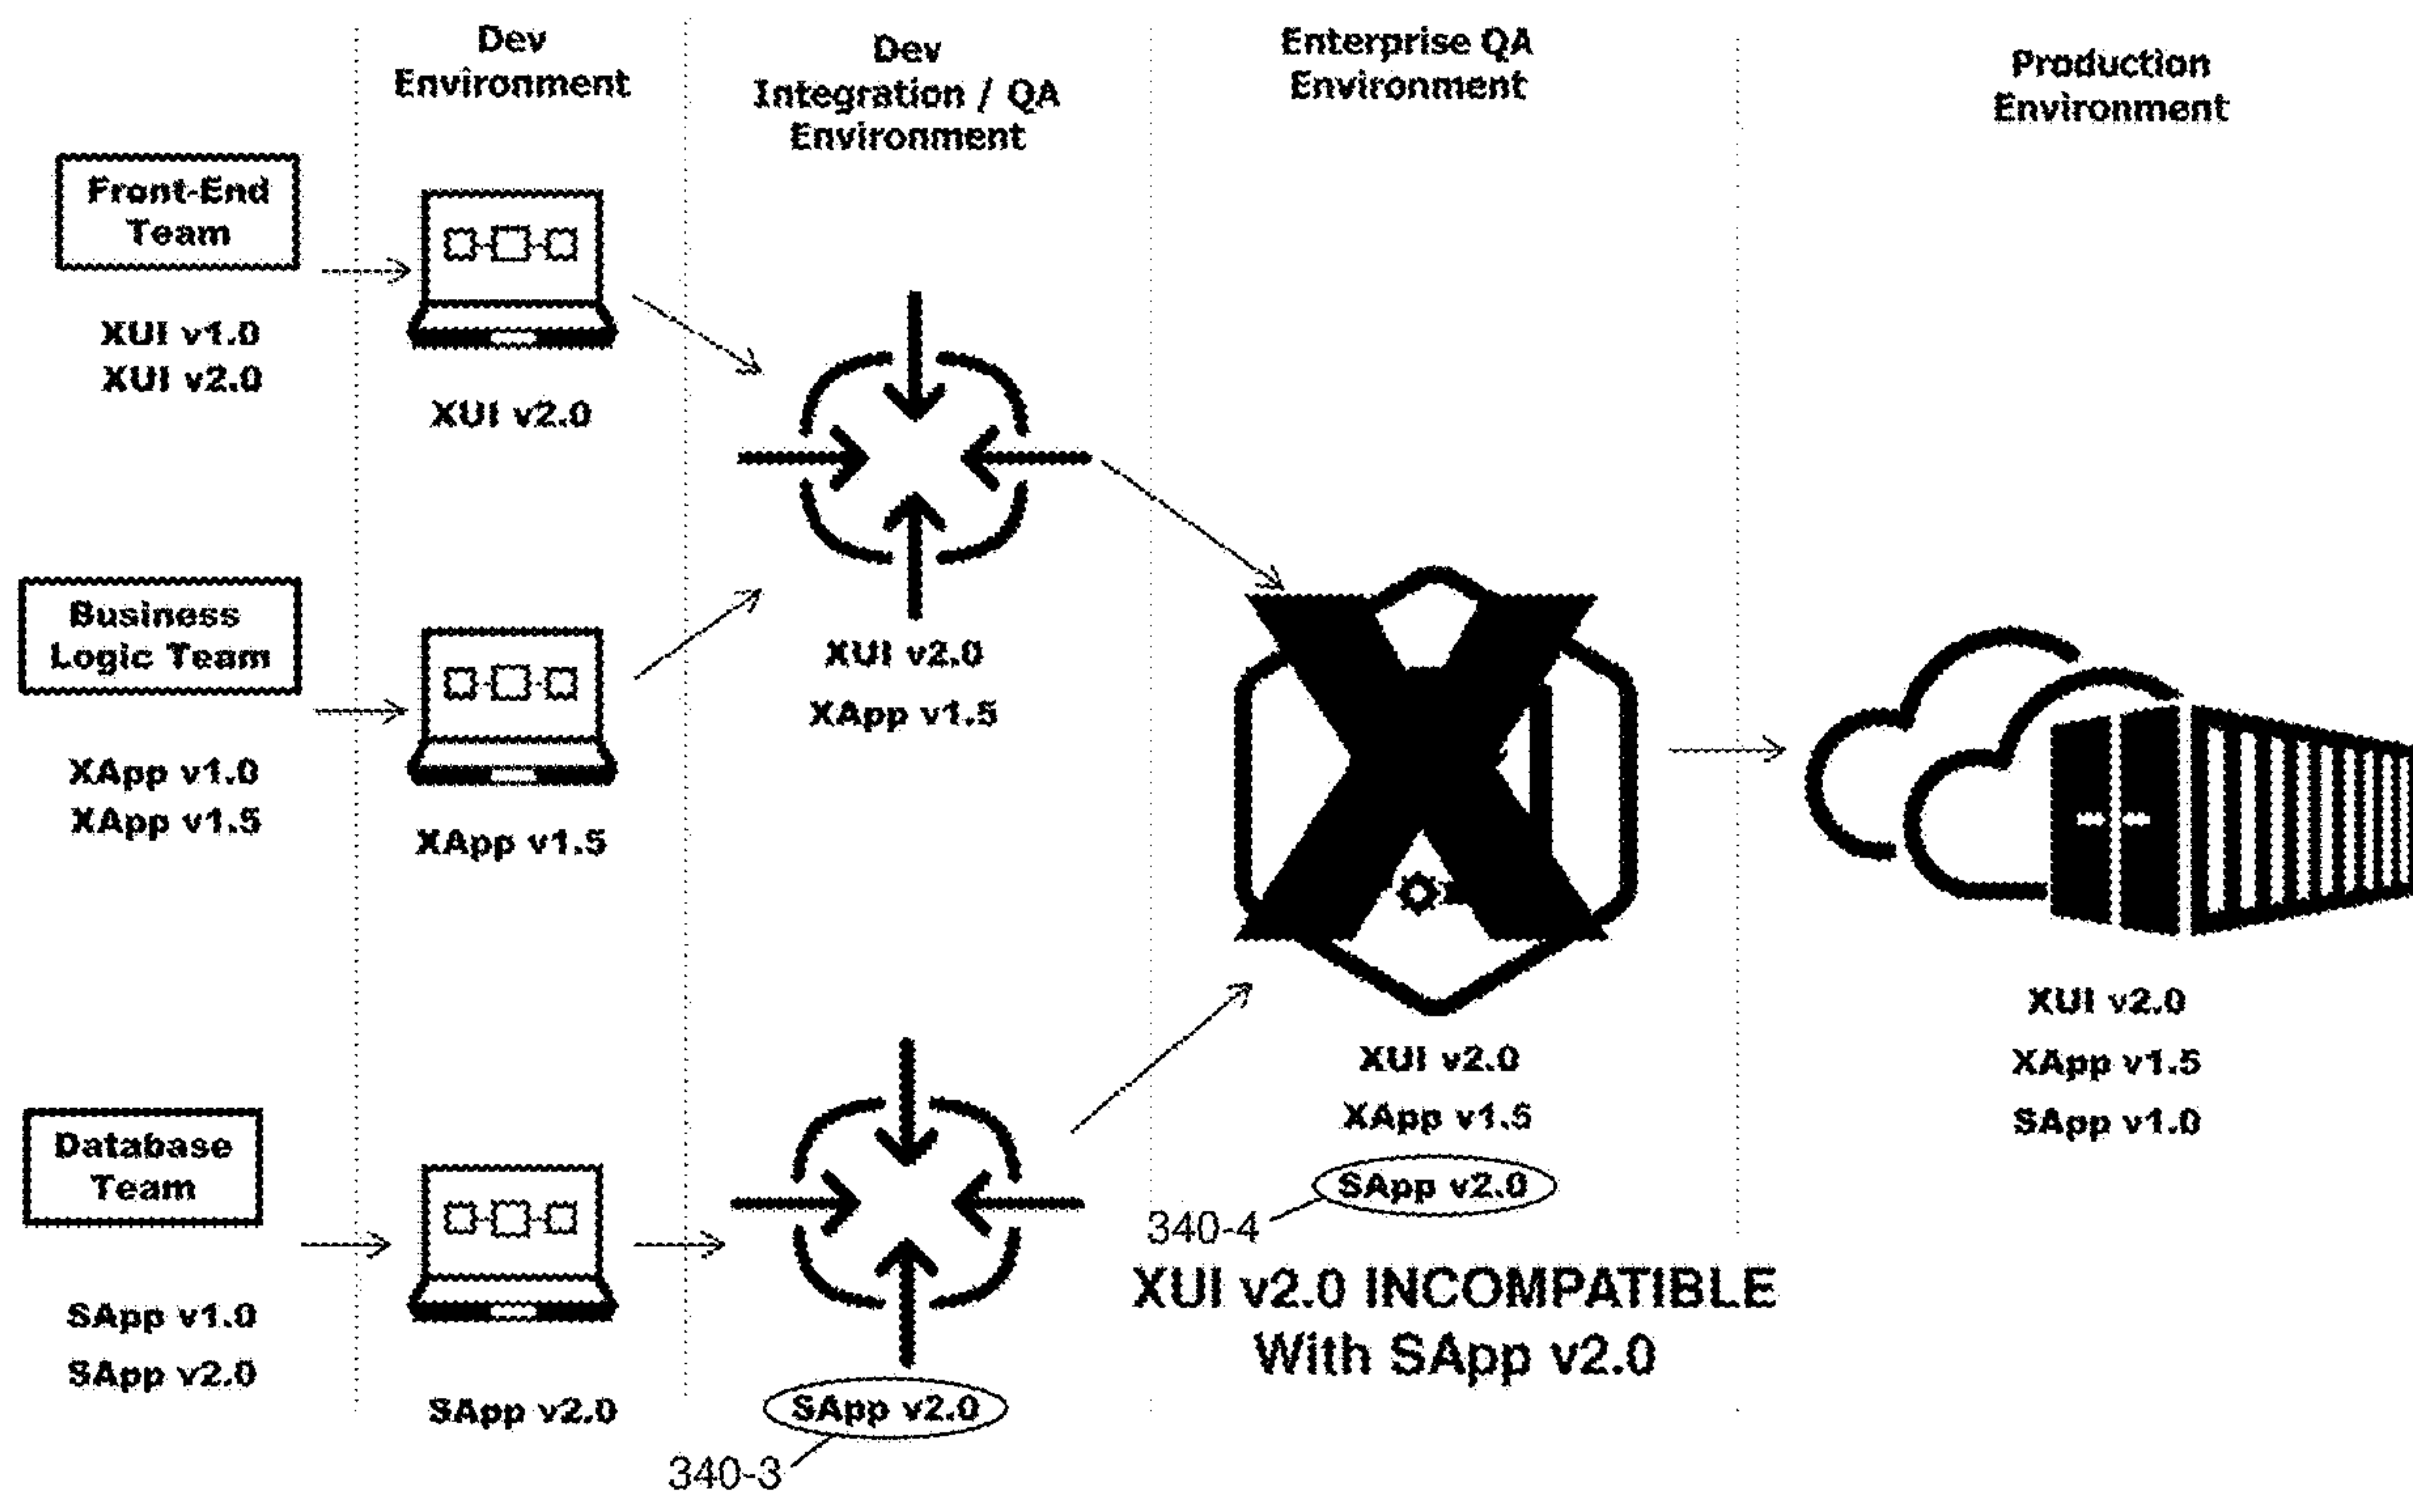 Dev
Environment
Dev
Integration / QA
Environment
Enterprise QA
Environment
Production
Environment
Front-End
Team
XUI v1.0
XUI v2.0
XUI v2.0
Business
Logic Team
XApp v1.0
XApp v1.5
XApp v1.5
XUI v2.0
XApp v1.5
Database
Team
SApp v1.0
SApp v2.0
SApp v2.0
SApp v2.0
340-3
XUI v2.0
XApp v1.5
SApp v2.0
340-4
XUI v2.0 INCOMPATIBLE
With SApp v2.0
XUI v2.0
XApp v1.5
SApp v1.0